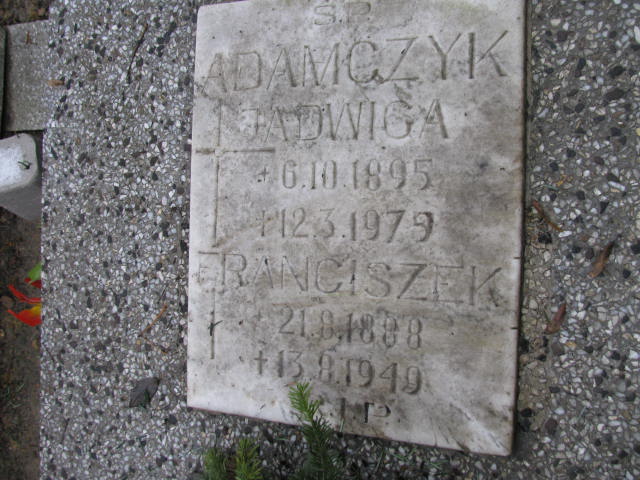 Ś.P.
ADAMCZYK
JADWIGA
*6.10.1895
+12.3.1979
FRANCISZEK
*21.8.1888
+13.8.1949